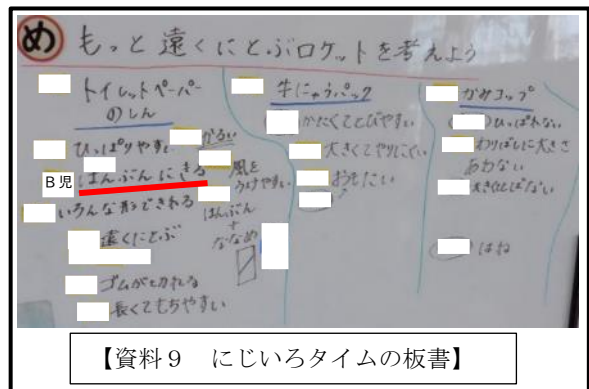 め もっと遠くにとぶロケットを考えよう
トイレットペーパー
のしん
ひっぱりやすい
かるい
B児
はんぶんにきる
風を
うけやすい
いろんな形できれる
はんぶん
+
ななめ
遠くにとぶ
ゴムがとれる
長くてもちやすい
牛にゅうパック
かたくてとびやすい
大きくてやりにくい
おもたい
かみコップ
ひっぱれない
わりばしに大きさ
あわない
大きくとばない
はね
【資料9 にじいろタイムの板書】